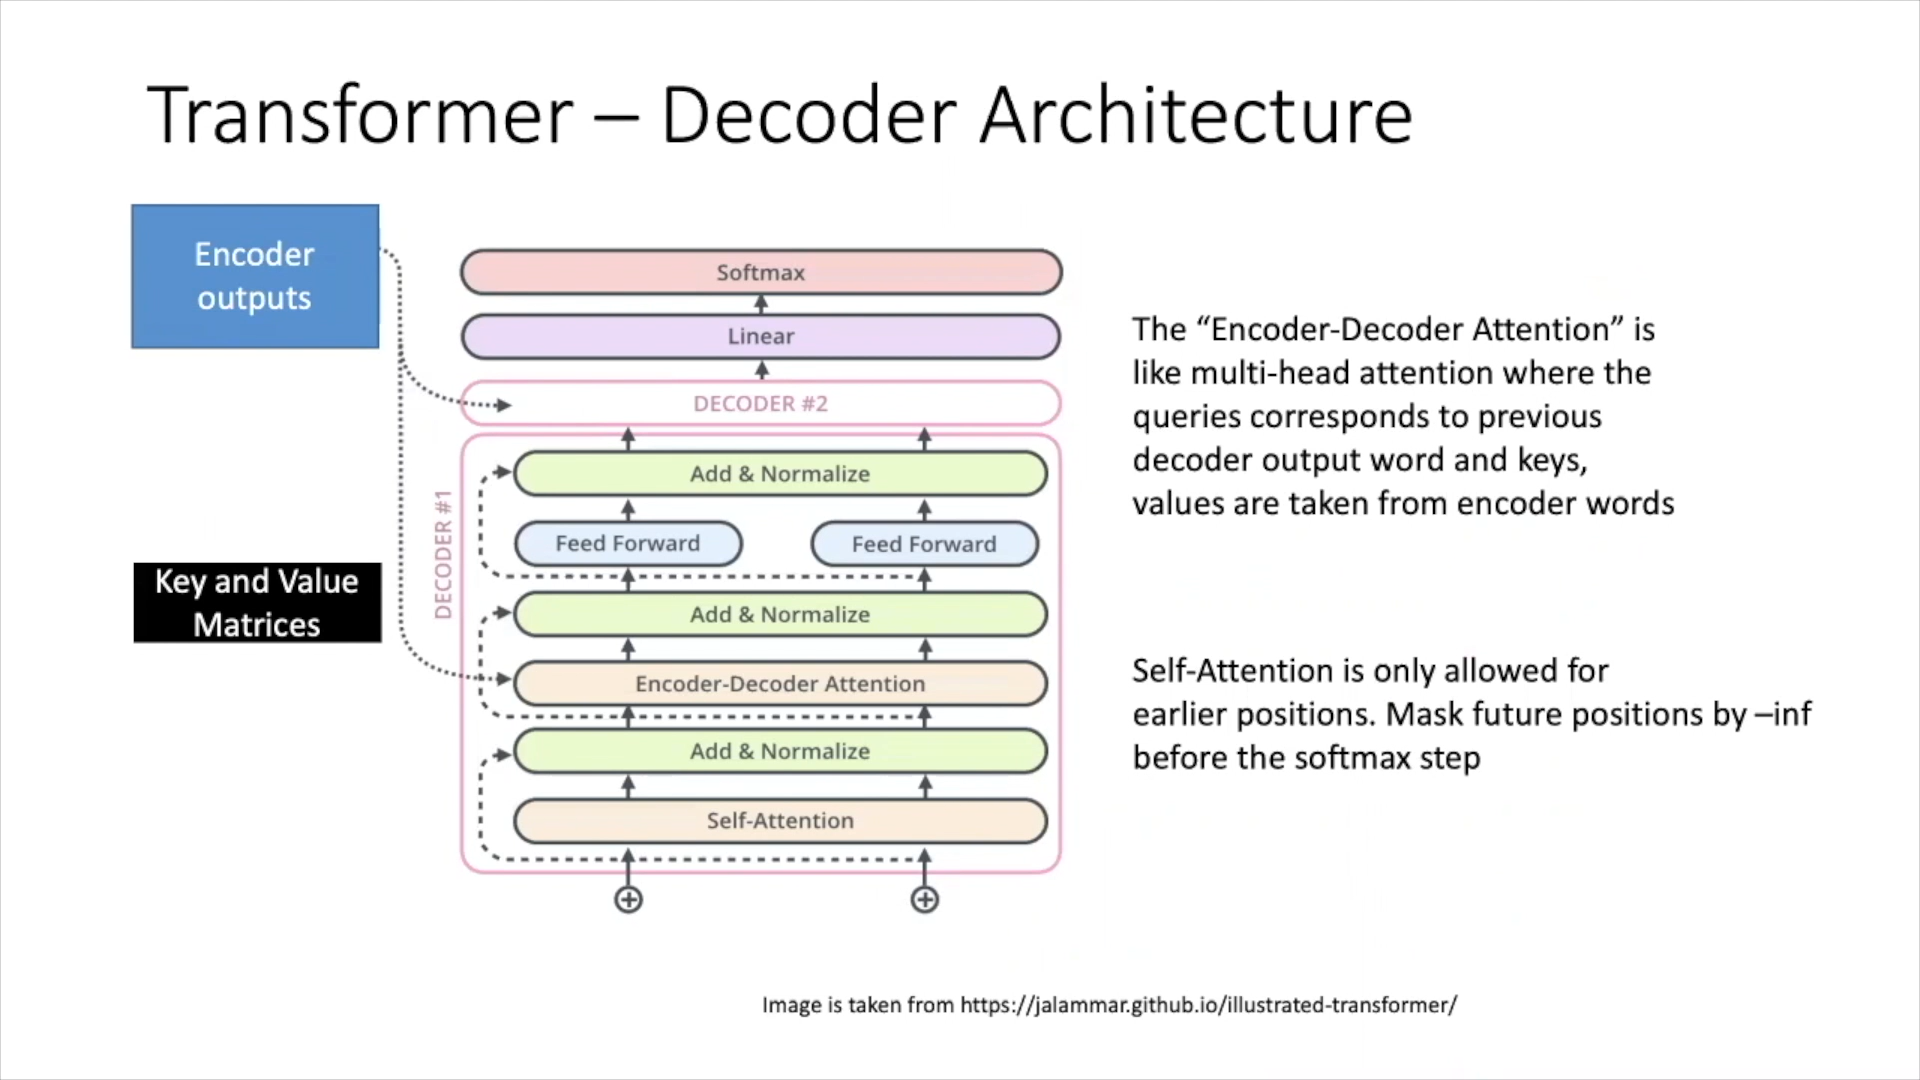 Transformer – Decoder Architecture
Encoder
outputs
Key and Value
Matrices
Softmax
Linear
DECODER #2
DECODER #1
Add & Normalize
Feed Forward
Feed Forward
Add & Normalize
Encoder-Decoder Attention
Add & Normalize
Self-Attention
The “Encoder-Decoder Attention” is
like multi-head attention where the
queries corresponds to previous
decoder output word and keys,
values are taken from encoder words
Self-Attention is only allowed for
earlier positions. Mask future positions by –inf
before the softmax step
Image is taken from https://jalammar.github.io/illustrated-transformer/